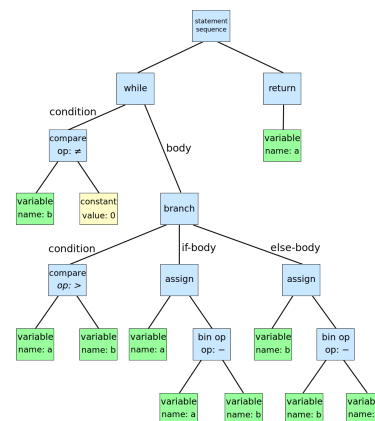 statement
sequence
while
return
condition
body
compare
op: ≠
variable
name: a
variable
name: b
constant
value: 0
branch
condition
if-body
else-body
compare
op: >
assign
assign
variable
name: a
variable
name: b
variable
name: a
bin op
op: −
variable
name: b
bin op
op: −
variable
name: a
variable
name: b
variable
name: b